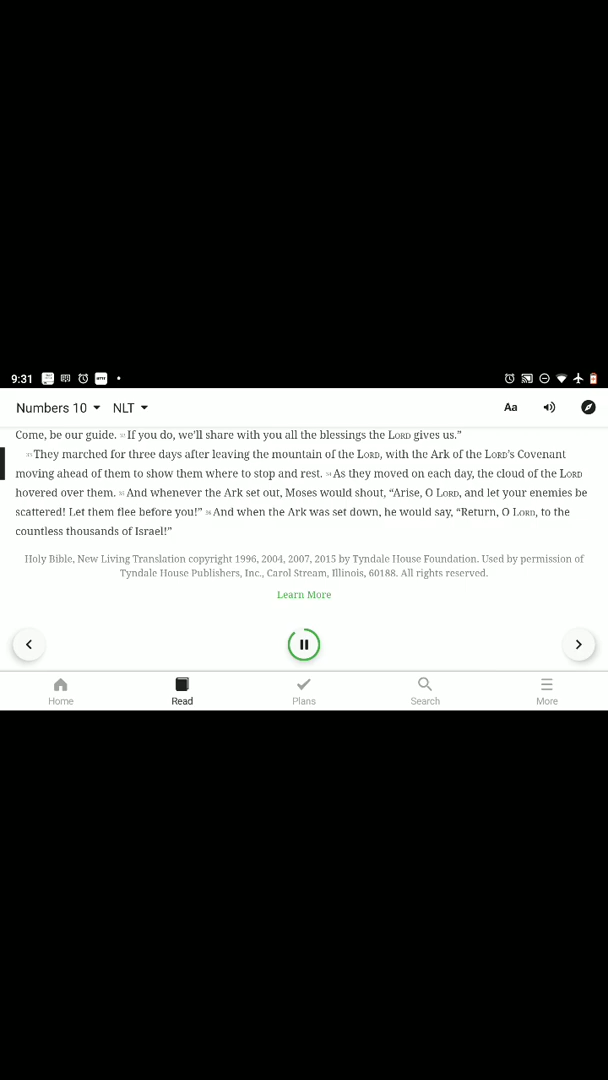 9:31
Numbers 10 NLT Aa
Come, be our guide. 32 If you do, we’ll share with you all the blessings the LORD gives us.”
33 They marched for three days after leaving the mountain of the LORD, with the Ark of the LORD’s Covenant
moving ahead of them to show them where to stop and rest. 34 As they moved on each day, the cloud of the LORD
hovered over them. 35 And whenever the Ark set out, Moses would shout, “Arise, O LORD, and let your enemies be
scattered! Let them flee before you!” 36 And when the Ark was set down, he would say, “Return, O LORD, to the
countless thousands of Israel!”
Holy Bible, New Living Translation copyright 1996, 2004, 2007, 2015 by Tyndale House Foundation. Used by permission of
Tyndale House Publishers, Inc., Carol Stream, Illinois, 60188. All rights reserved.
Learn More
Home Read Plans Search More